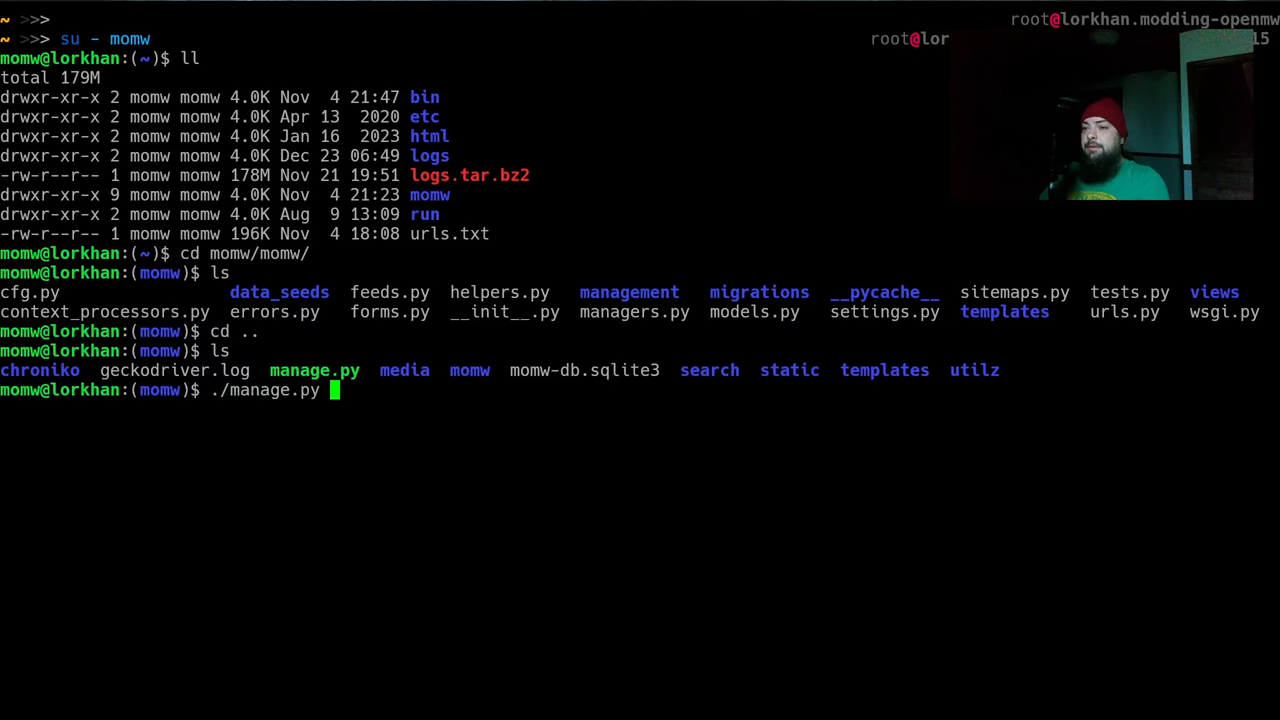 ~ >>> root@lorkhan.modding-openmw
~ >>> su - momw root@lor 15
momw@lorkhan:(~)$ ll
total 179M
drwxr-xr-x 2 momw momw 4.0K Nov  4 21:47 bin
drwxr-xr-x 2 momw momw 4.0K Apr 13  2020 etc
drwxr-xr-x 2 momw momw 4.0K Jan 16  2023 html
drwxr-xr-x 2 momw momw 4.0K Dec 23 06:49 logs
-rw-r--r-- 1 momw momw 178M Nov 21 19:51 logs.tar.bz2
drwxr-xr-x 9 momw momw 4.0K Nov  4 21:23 momw
drwxr-xr-x 2 momw momw 4.0K Aug  9 13:09 run
-rw-r--r-- 1 momw momw 196K Nov  4 18:08 urls.txt
momw@lorkhan:(~)$ cd momw/momw/
momw@lorkhan:(momw)$ ls
cfg.py data_seeds feeds.py helpers.py management migrations __pycache__ sitemaps.py tests.py views
context_processors.py errors.py forms.py __init__.py managers.py models.py settings.py templates urls.py wsgi.py
momw@lorkhan:(momw)$ cd ..
momw@lorkhan:(momw)$ ls
chroniko geckodriver.log manage.py media momw momw-db.sqlite3 search static templates utilz
momw@lorkhan:(momw)$ ./manage.py